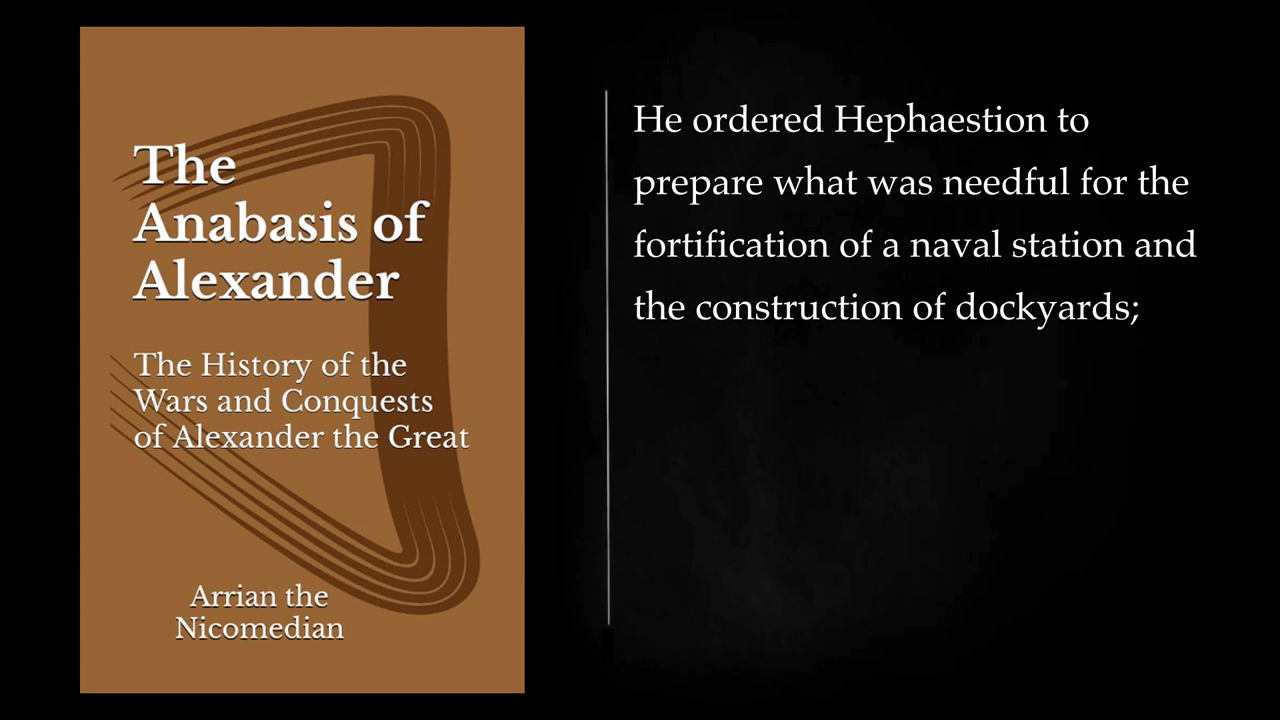 The
Anabasis of
Alexander
The History of the
Wars and Conquests
of Alexander the Great
Arrian the
Nicomedian
He ordered Hephaestion to
prepare what was needful for the
fortification of a naval station and
the construction of dockyards;